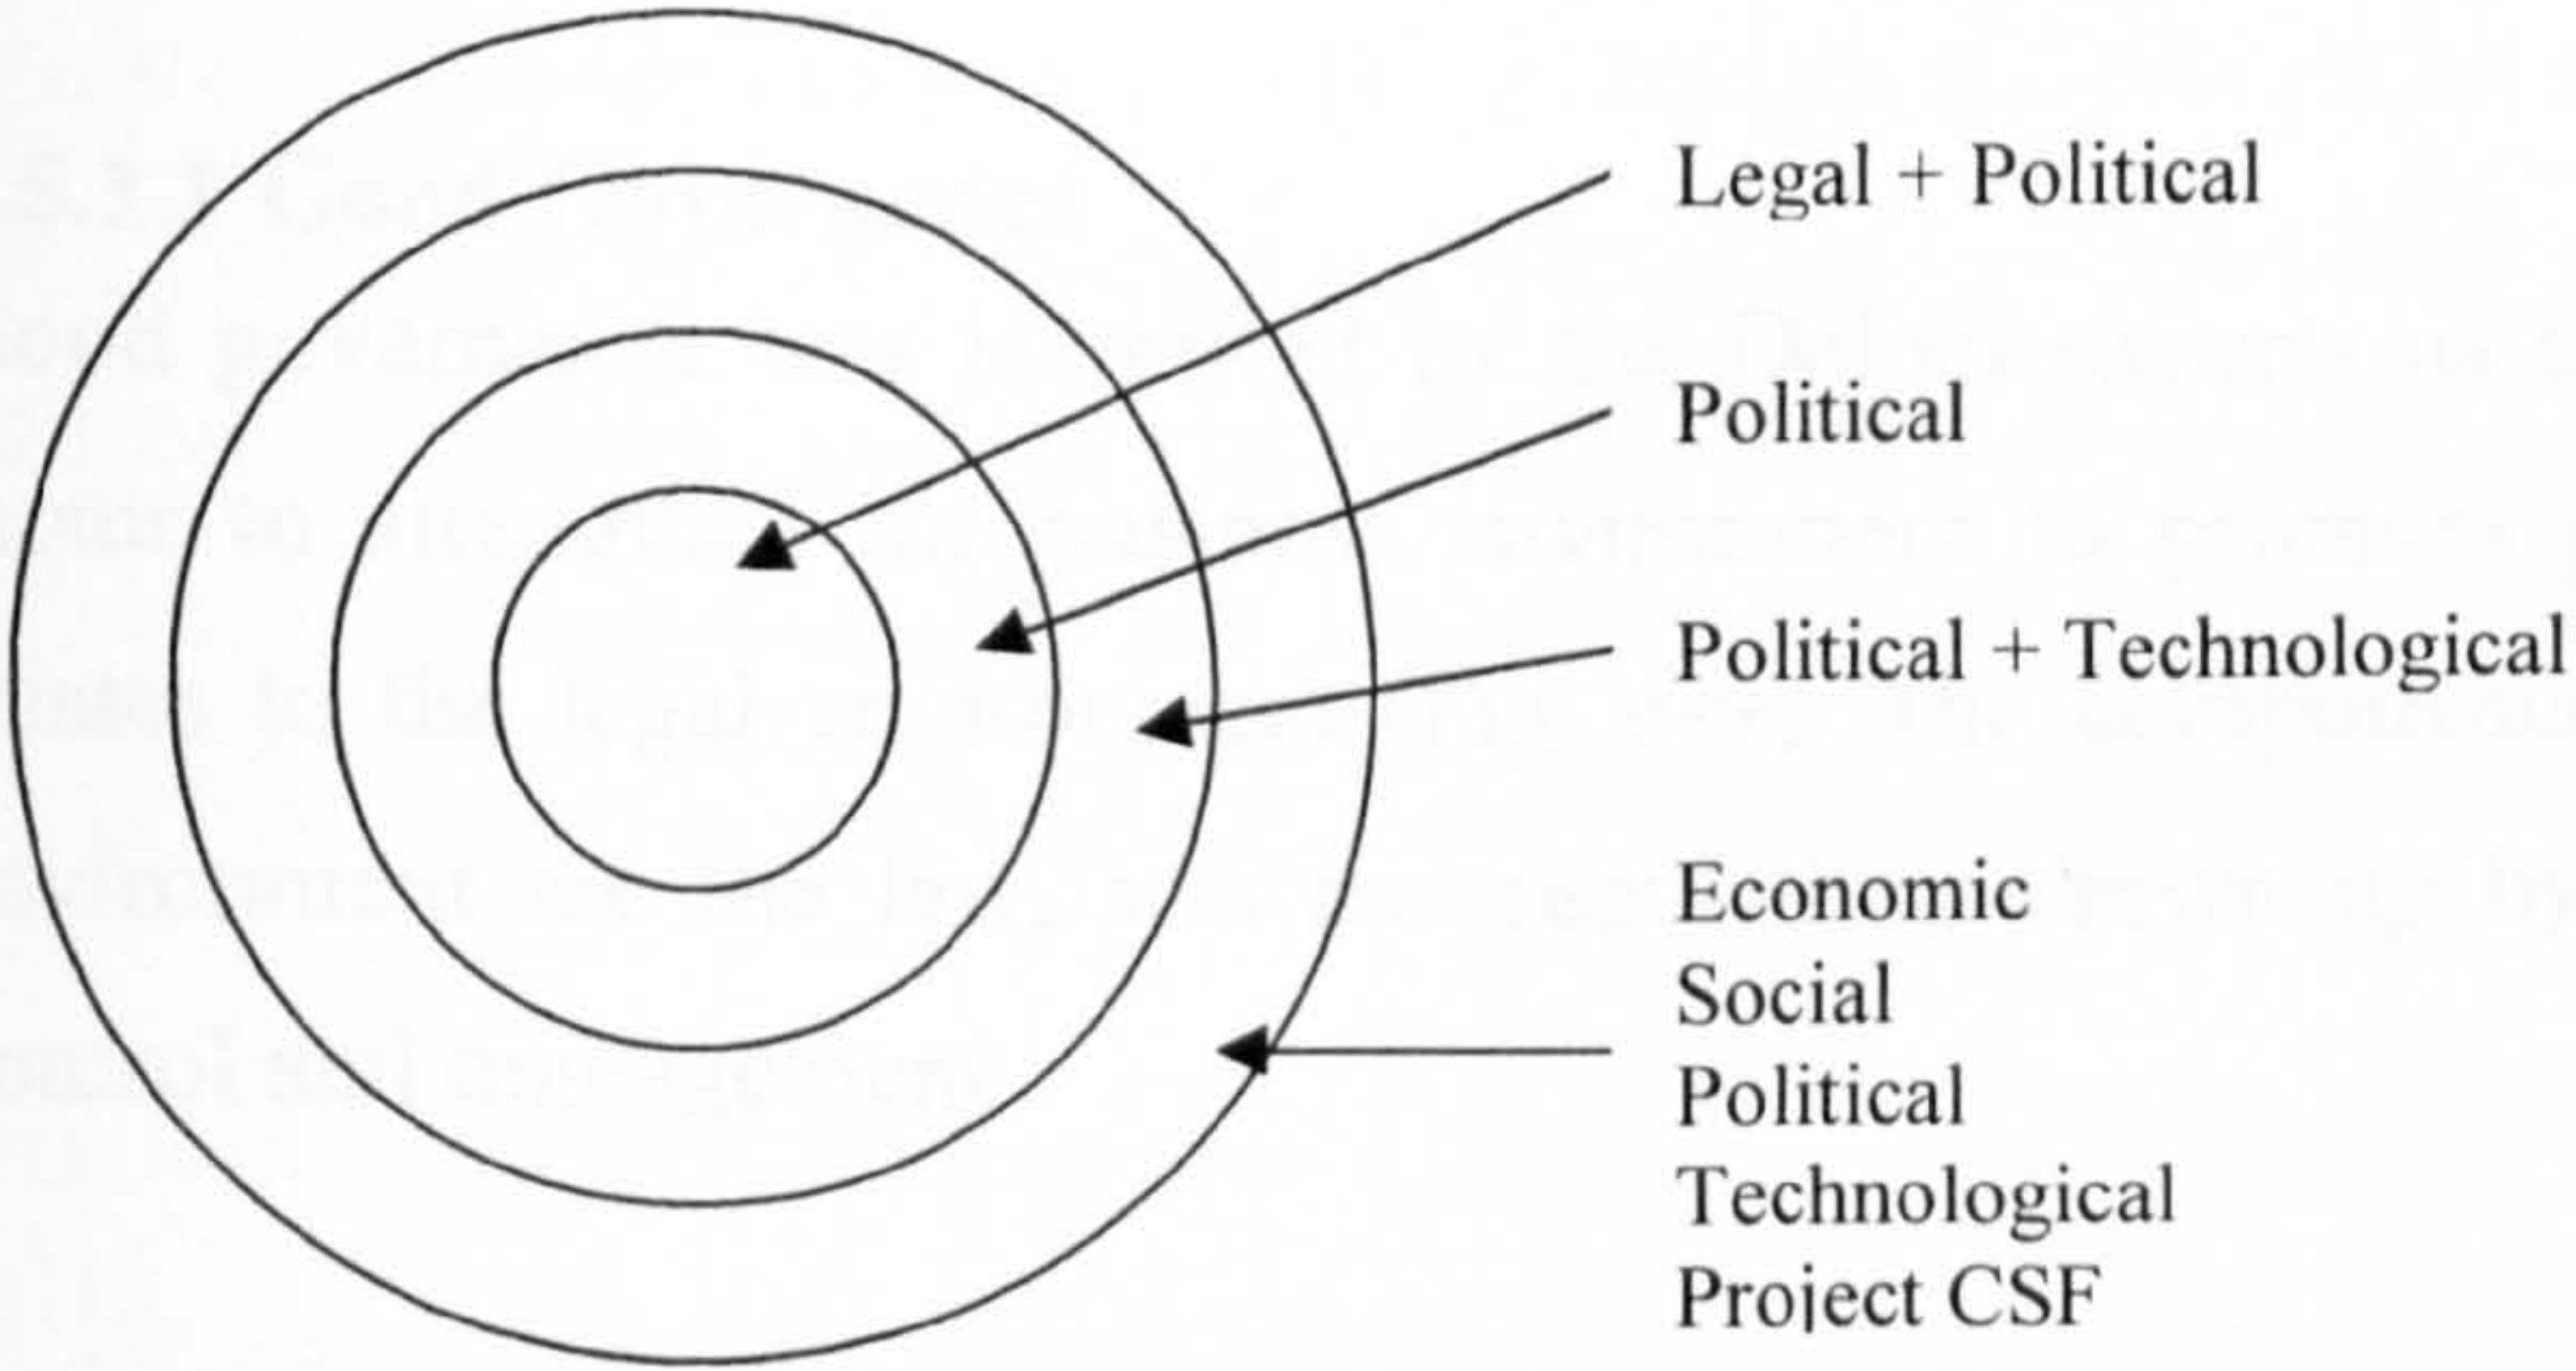 Legal + Political
Political
Political + Technological
Economic
Social
Political
Technological
Project CSF